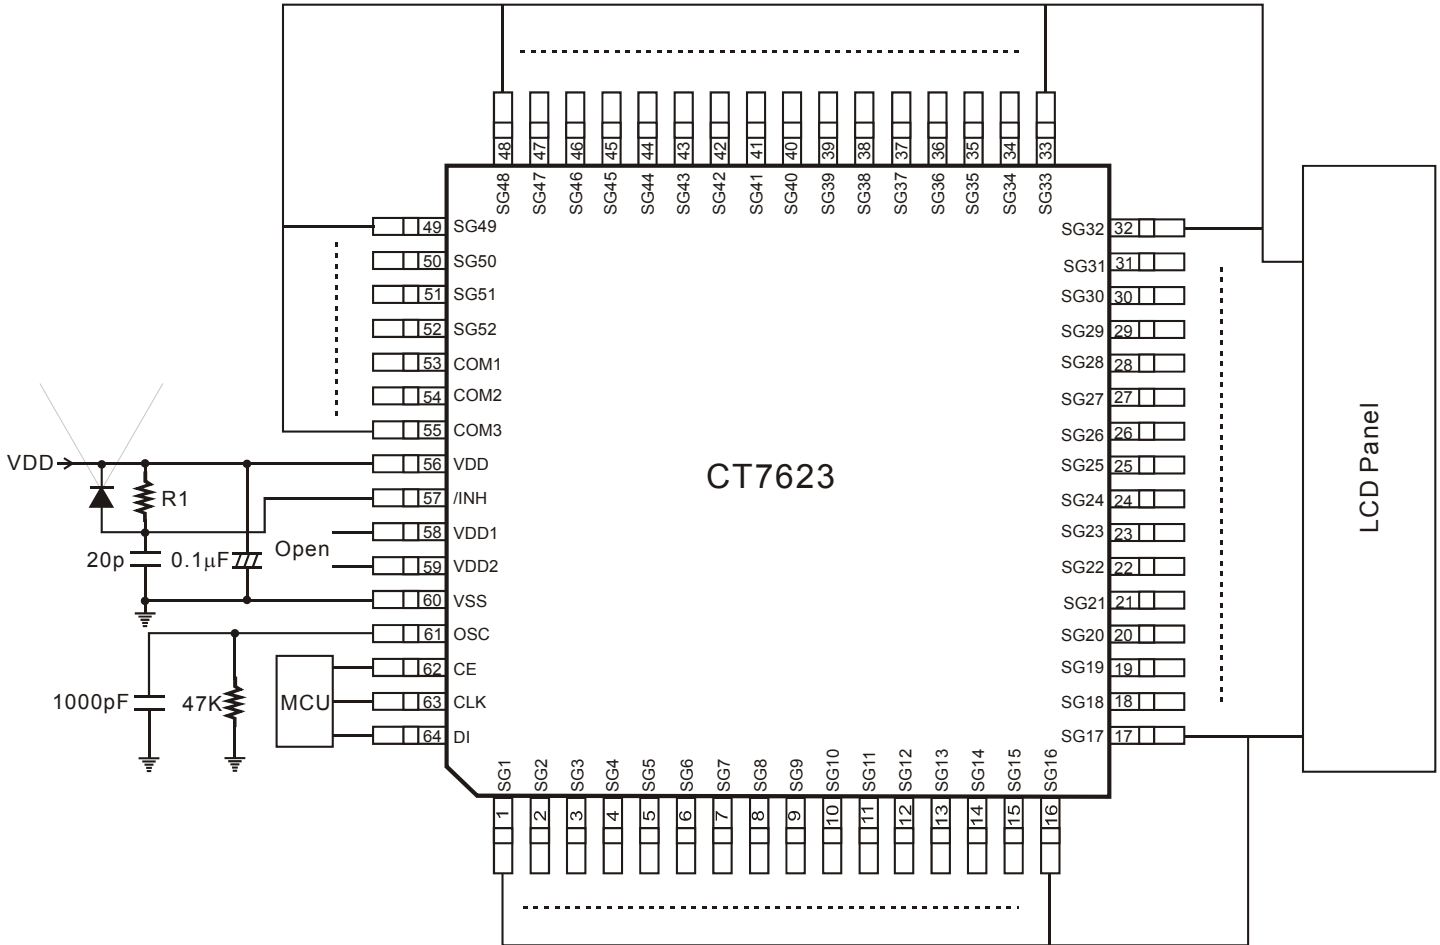 48 47 46 45 44 43 42 41 40 39 38 37 36 35 34 33
SG48 SG47 SG46 SG45 SG44 SG43 SG42 SG41 SG40 SG39 SG38 SG37 SG36 SG35 SG34 SG33
49 SG49
50 SG50
51 SG51
52 SG52
53 COM1
54 COM2
55 COM3
VDD 56 VDD
57 /INH
R1
58 VDD1
Open
59 VDD2
20p 0.1μF
60 VSS
61 OSC
62 CE
63 CLK
64 DI
1000pF 47K MCU
CT7623
SG32 32
SG31 31
SG30 30
SG29 29
SG28 28
SG27 27
SG26 26
SG25 25
SG24 24
SG23 23
SG22 22
SG21 21
SG20 20
SG19 19
SG18 18
SG17 17
LCD Panel
SG1 SG2 SG3 SG4 SG5 SG6 SG7 SG8 SG9 SG10 SG11 SG12 SG13 SG14 SG15 SG16
1 2 3 4 5 6 7 8 9 10 11 12 13 14 15 16